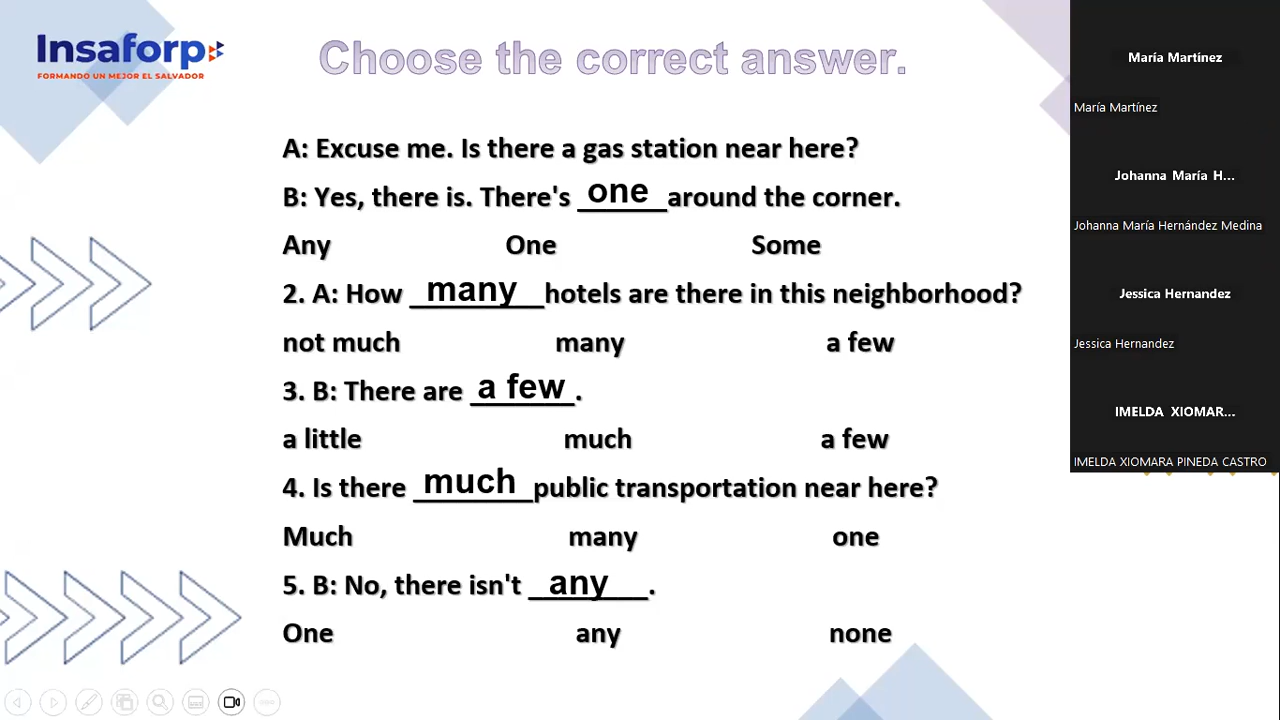 Insaforp
FORMANDO UN MEJOR EL SALVADOR
Choose the correct answer.
A: Excuse me. Is there a gas station near here?
B: Yes, there is. There's one around the corner.
Any One Some
2. A: How many hotels are there in this neighborhood?
not much many a few
3. B: There are a few.
a little much a few
4. Is there much public transportation near here?
Much many one
5. B: No, there isn't any.
One any none
María Martínez
María Martínez
Johanna María H...
Johanna María Hernández Medina
Jessica Hernandez
Jessica Hernandez
IMELDA XIOMAR...
IMELDA XIOMARA PINEDA CASTRO